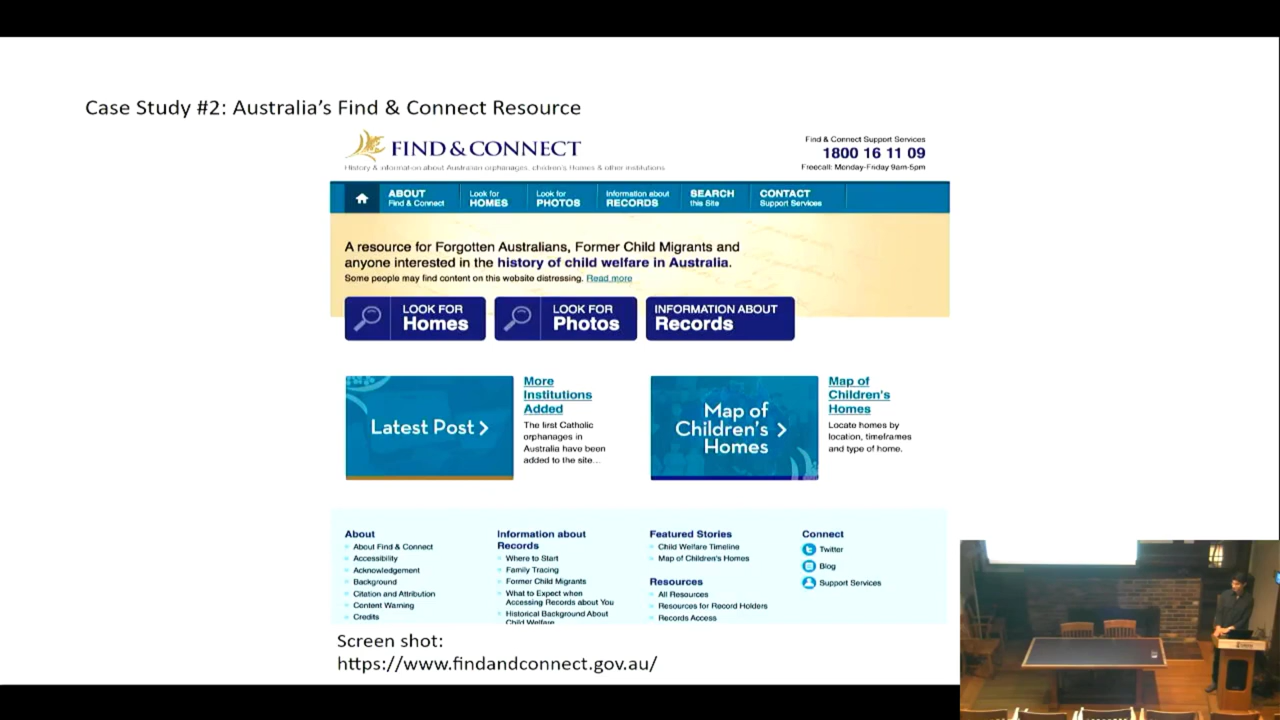 Case Study #2: Australia's Find & Connect Resource
FIND & CONNECT
History & information about Australian orphanages, children's Homes & other institutions
Find & Connect Support Services
1800 16 11 09
Freecall: Monday-Friday 9am-5pm
ABOUT
Find & Connect
Look for
HOMES
Look for
PHOTOS
Information about
RECORDS
SEARCH
this Site
CONTACT
Support Services
A resource for Forgotten Australians, Former Child Migrants and
anyone interested in the history of child welfare in Australia.
Some people may find content on this website distressing. Read more
LOOK FOR
Homes
LOOK FOR
Photos
INFORMATION ABOUT
Records
Latest Post >
More
Institutions
Added
The first Catholic
orphanages in
Australia have been
added to the site...
Map of
Children's >
Homes
Map of
Children's
Homes
Locate homes by
location, timeframes
and type of home.
About
About Find & Connect
Accessibility
Acknowledgement
Background
Citation and Attribution
Content Warning
Credits
Information about
Records
Where to Start
Family Tracing
Former Child Migrants
What to Expect when
Accessing Records about You
Historical Background About
Child Welfare
Featured Stories
Child Welfare Timeline
Map of Children's Homes
Resources
All Resources
Resources for Record Holders
Records Access
Connect
Twitter
Blog
Support Services
Screen shot:
https://www.findandconnect.gov.au/